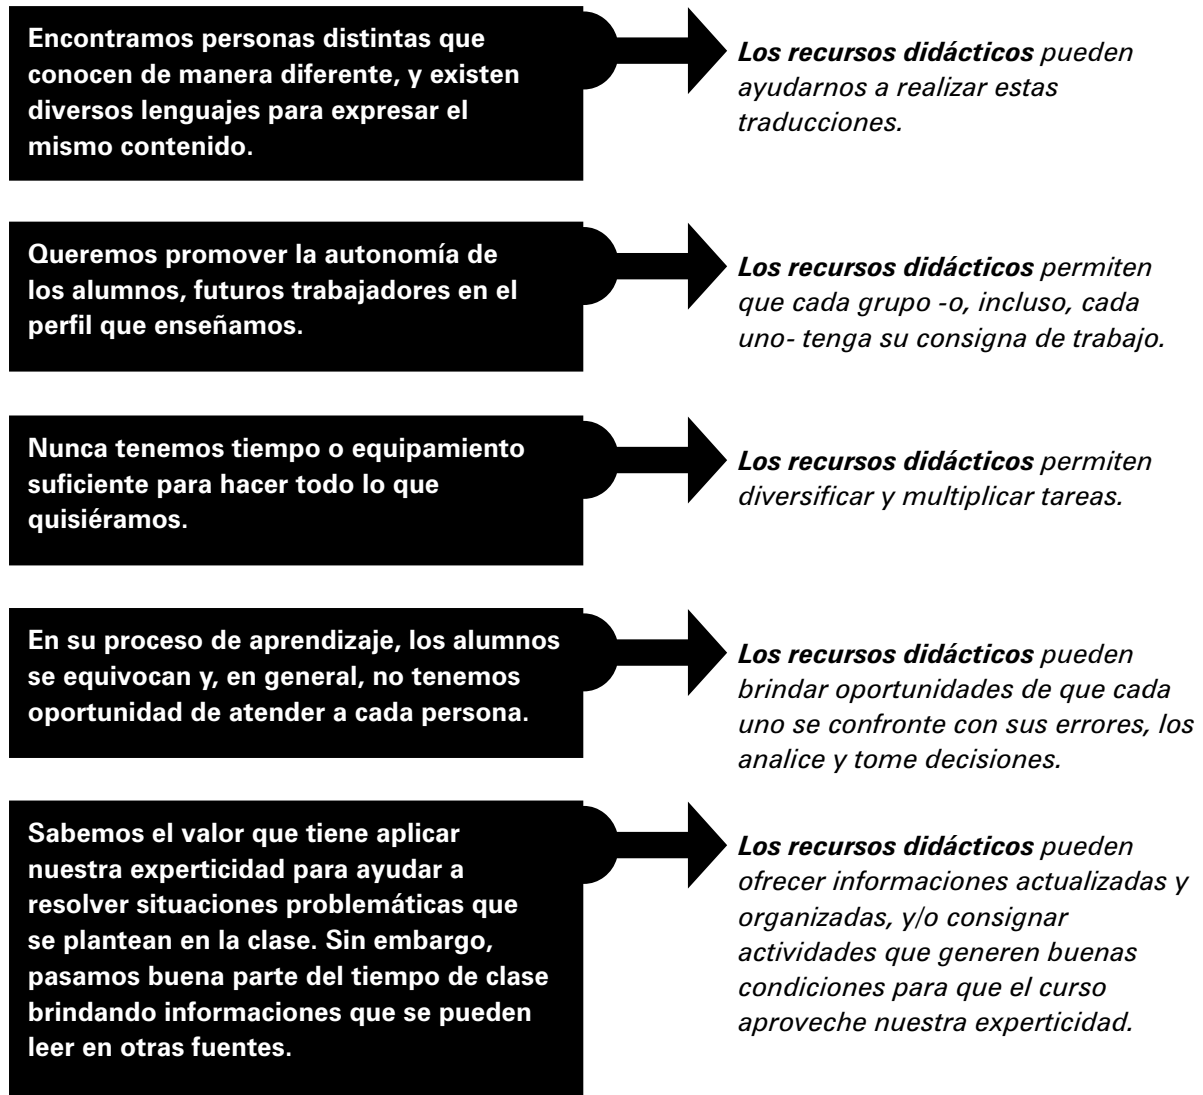 Encontramos personas distintas que
conocen de manera diferente, y existen
diversos lenguajes para expresar el
mismo contenido.
Los recursos didácticos pueden
ayudarnos a realizar estas
traducciones.
Queremos promover la autonomía de
los alumnos, futuros trabajadores en el
perfil que enseñamos.
Los recursos didácticos permiten
que cada grupo -o, incluso, cada
uno- tenga su consigna de trabajo.
Nunca tenemos tiempo o equipamiento
suficiente para hacer todo lo que
quisiéramos.
Los recursos didácticos permiten
diversificar y multiplicar tareas.
En su proceso de aprendizaje, los alumnos
se equivocan y, en general, no tenemos
oportunidad de atender a cada persona.
Los recursos didácticos pueden
brindar oportunidades de que cada
uno se confronte con sus errores, los
analice y tome decisiones.
Sabemos el valor que tiene aplicar
nuestra experticidad para ayudar a
resolver situaciones problemáticas que
se plantean en la clase. Sin embargo,
pasamos buena parte del tiempo de clase
brindando informaciones que se pueden
leer en otras fuentes.
Los recursos didácticos pueden
ofrecer informaciones actualizadas y
organizadas, y/o consignar
actividades que generen buenas
condiciones para que el curso
aproveche nuestra experticidad.